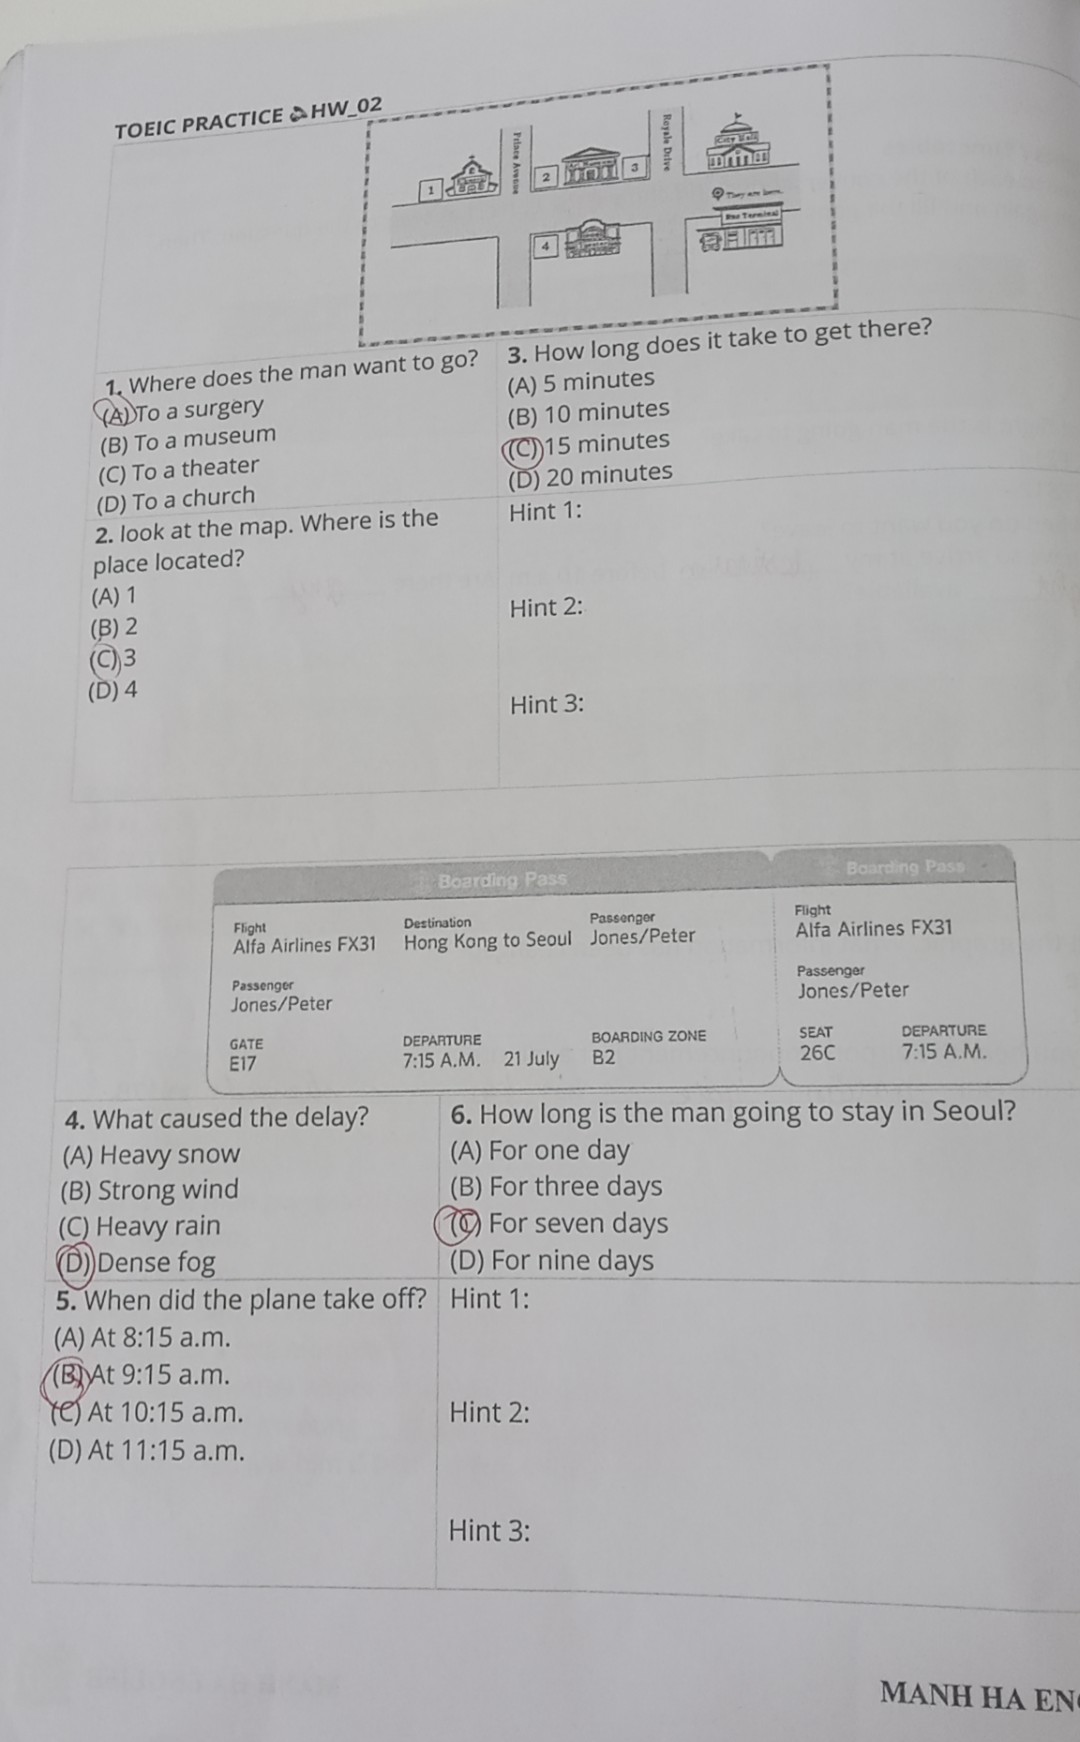 TOEIC PRACTICE HW_02
Prince Avenue
Royale Drive
City Hall
1
2
3
They are here.
Bus Terminal
4
1. Where does the man want to go?
(A) To a surgery
(B) To a museum
(C) To a theater
(D) To a church
2. look at the map. Where is the
place located?
(A) 1
(B) 2
(C) 3
(D) 4
3. How long does it take to get there?
(A) 5 minutes
(B) 10 minutes
(C) 15 minutes
(D) 20 minutes
Hint 1:
Hint 2:
Hint 3:
Boarding Pass
Flight Destination Passenger
Alfa Airlines FX31 Hong Kong to Seoul Jones/Peter
Passenger
Jones/Peter
GATE DEPARTURE BOARDING ZONE
E17 7:15 A.M. 21 July B2
Boarding Pass
Flight
Alfa Airlines FX31
Passenger
Jones/Peter
SEAT DEPARTURE
26C 7:15 A.M.
4. What caused the delay?
(A) Heavy snow
(B) Strong wind
(C) Heavy rain
(D) Dense fog
5. When did the plane take off?
(A) At 8:15 a.m.
(B) At 9:15 a.m.
(C) At 10:15 a.m.
(D) At 11:15 a.m.
6. How long is the man going to stay in Seoul?
(A) For one day
(B) For three days
(C) For seven days
(D) For nine days
Hint 1:
Hint 2:
Hint 3:
MANH HA EN